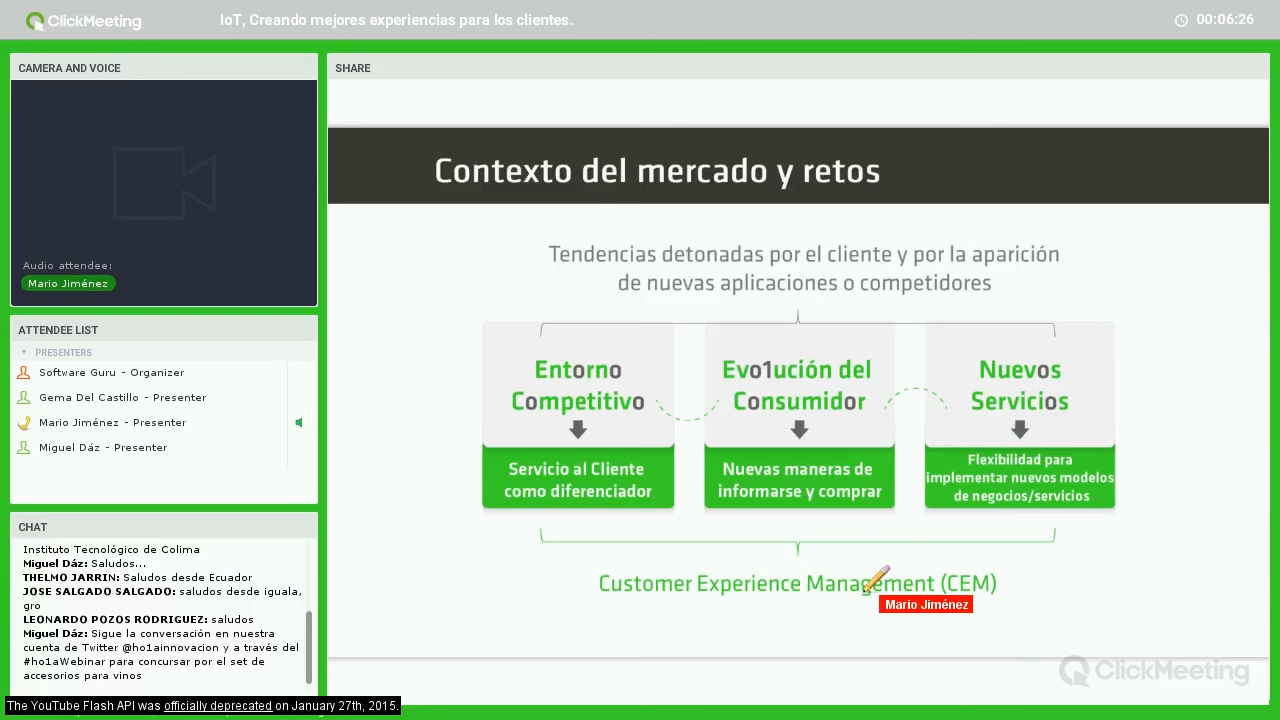 ClickMeeting
IoT, Creando mejores experiencias para los clientes.
00:06:26
CAMERA AND VOICE
Audio attendee:
Mario Jiménez
ATTENDEE LIST
PRESENTERS
Software Guru - Organizer
Gema Del Castillo - Presenter
Mario Jiménez - Presenter
Miguel Dáz - Presenter
CHAT
Instituto Tecnológico de Colima
Miguel Dáz: Saludos...
THELMO JARRIN: Saludos desde Ecuador
JOSE SALGADO SALGADO: saludos desde iguala,
gro
LEONARDO POZOS RODRIGUEZ: saludos
Miguel Dáz: Sigue la conversación en nuestra
cuenta de Twitter @ho1ainnovacion y a través del
#ho1aWebinar para concursar por el set de
accesorios para vinos
The YouTube Flash API was officially deprecated on January 27th, 2015.
SHARE
Contexto del mercado y retos
Tendencias detonadas por el cliente y por la aparición
de nuevas aplicaciones o competidores
Entorno
Competitivo
Servicio al Cliente
como diferenciador
Evo1ución del
Consumidor
Nuevas maneras de
informarse y comprar
Nuevos
Servicios
Flexibilidad para
implementar nuevos modelos
de negocios/servicios
Customer Experience Management (CEM)
Mario Jiménez
ClickMeeting